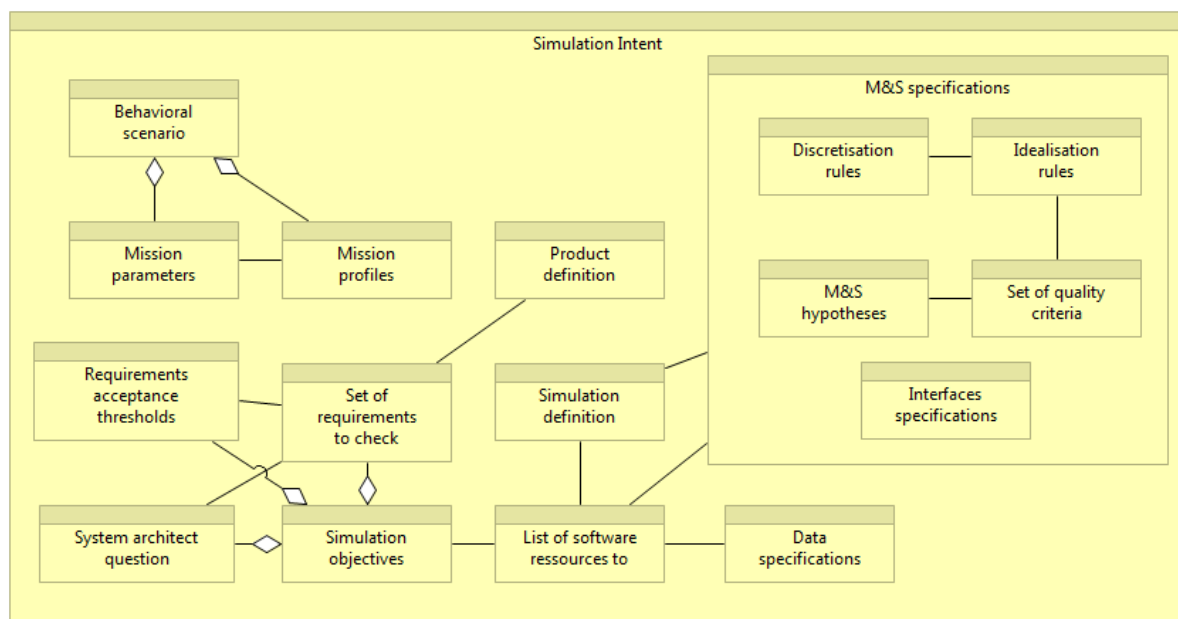 Simulation Intent
Behavioral
scenario
Mission
parameters
Mission
profiles
Product
definition
Requirements
acceptance
thresholds
Set of
requirements
to check
Simulation
definition
System architect
question
Simulation
objectives
List of software
ressources to
Data
specifications
M&S specifications
Discretisation
rules
Idealisation
rules
M&S
hypotheses
Set of quality
criteria
Interfaces
specifications